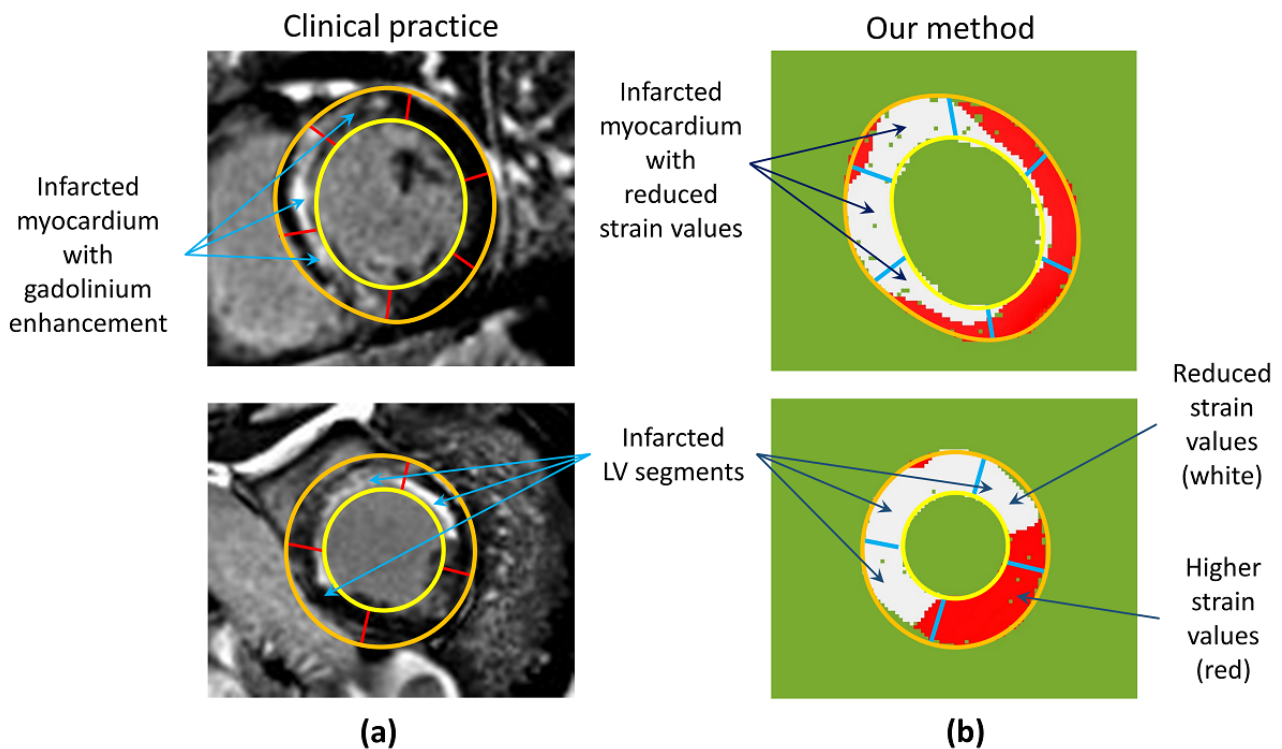 Clinical practice
Our method
Infarcted
myocardium
with
gadolinium
enhancement
Infarcted
myocardium
with
reduced
strain values
Infarcted
LV segments
Reduced
strain
values
(white)
Higher
strain
values
(red)
(a)
(b)